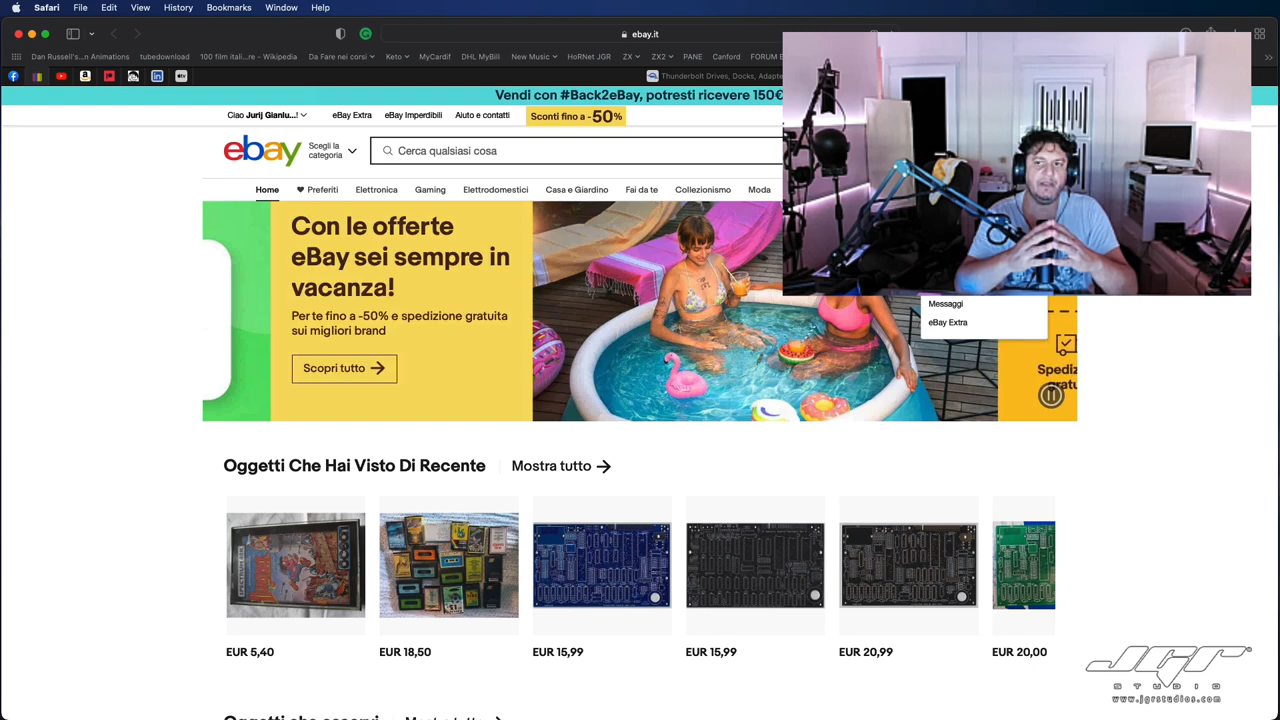 Safari File Edit View History Bookmarks Window Help
ebay.it
Dan Russell's...n Animations tubedownload 100 film itali...re – Wikipedia Da Fare nei corsi Keto MyCardif DHL MyBill New Music HoRNet JGR ZX ZX2 PANE Canford FORUM E
Thunderbolt Drives, Docks, Adapte
Vendi con #Back2eBay, potresti ricevere 150€
Ciao Jurij Gianlu...! eBay Extra eBay Imperdibili Aiuto e contatti Sconti fino a -50%
ebay
Scegli la
categoria
Cerca qualsiasi cosa
Home Preferiti Elettronica Gaming Elettrodomestici Casa e Giardino Fai da te Collezionismo Moda
Con le offerte
eBay sei sempre in
vacanza!
Per te fino a -50% e spedizione gratuita
sui migliori brand
Scopri tutto
Messaggi
eBay Extra
Spediz
gratu
Oggetti Che Hai Visto Di Recente Mostra tutto
EUR 5,40 EUR 18,50 EUR 15,99 EUR 15,99 EUR 20,99 EUR 20,00
JGR
STUDIO
www.jgrstudios.com